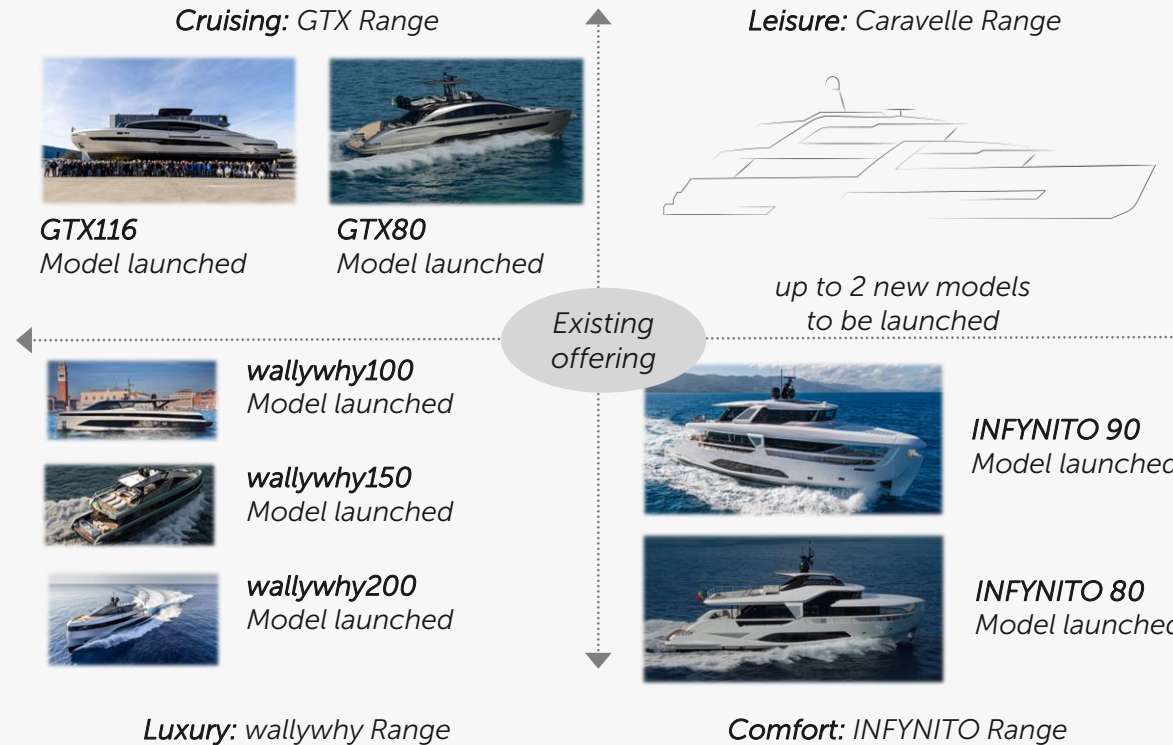 Cruising: GTX Range
Leisure: Caravelle Range
GTX116
Model launched
GTX80
Model launched
up to 2 new models
to be launched
Existing
offering
wallywhy100
Model launched
wallywhy150
Model launched
wallywhy200
Model launched
INFYNITO 90
Model launched
INFYNITO 80
Model launched
Luxury: wallywhy Range
Comfort: INFYNITO Range